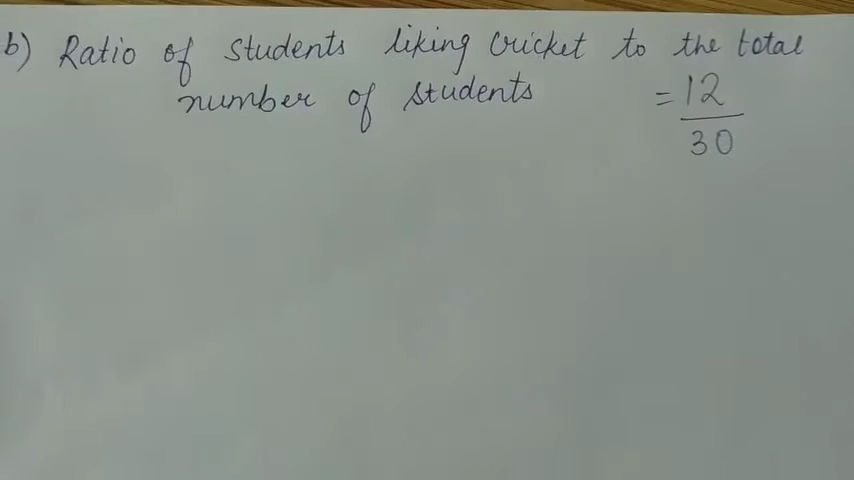 b) Ratio of students liking Cricket to the total
number of students = 12
30